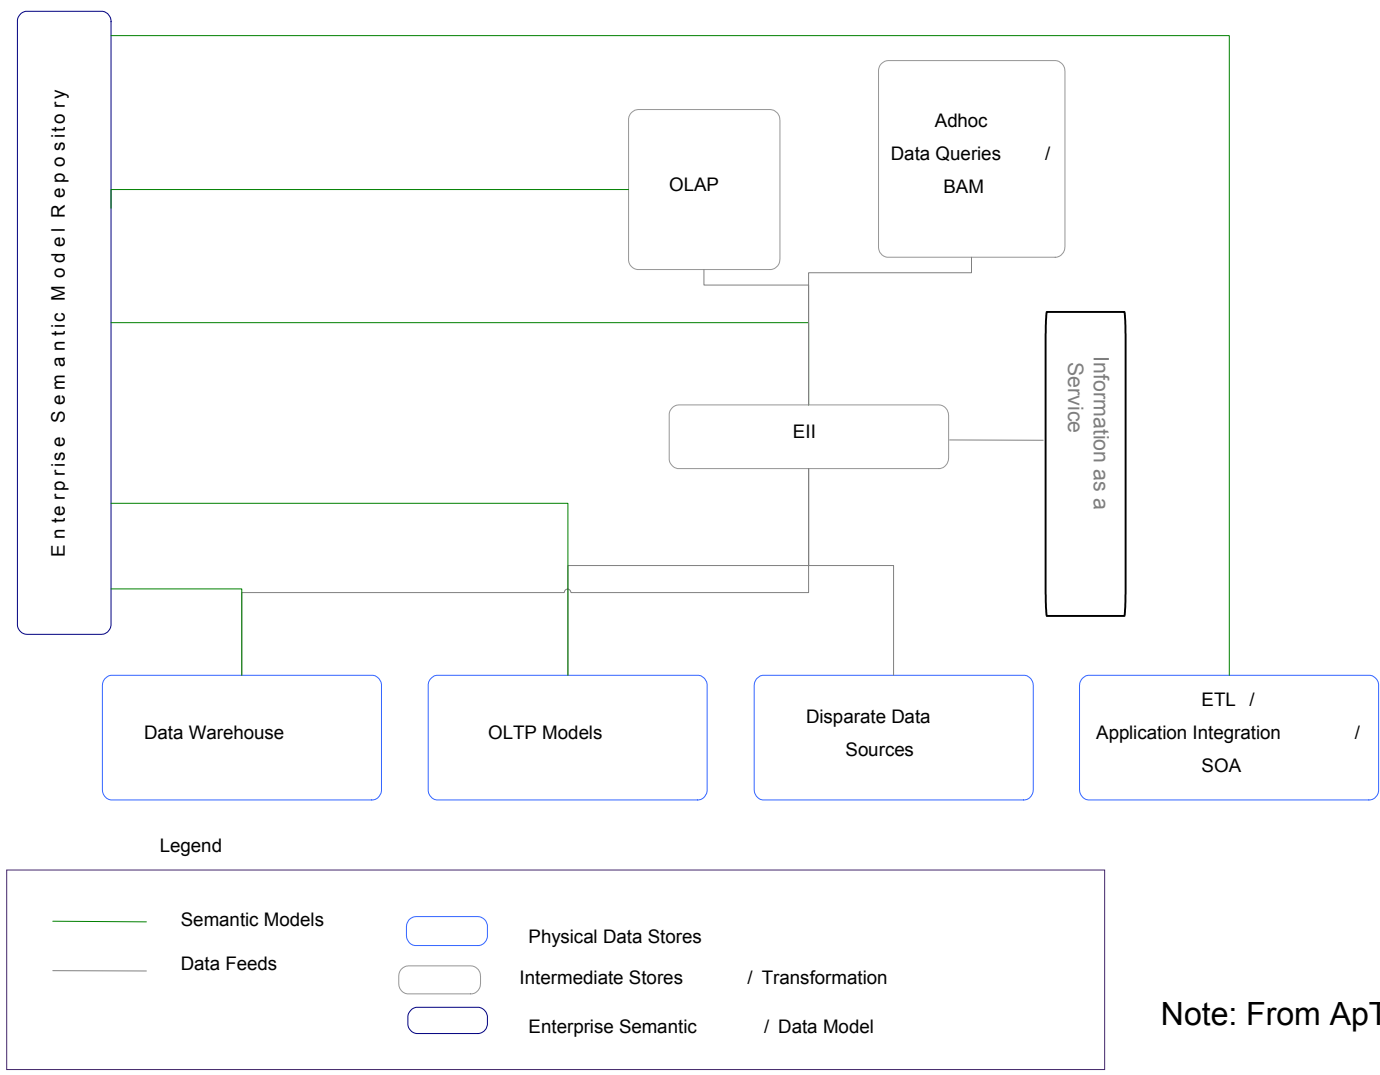 Enterprise Semantic Model Repository
OLAP
Adhoc
Data Queries /
BAM
Information as a
Service
EII
Data Warehouse
OLTP Models
Disparate Data
Sources
ETL /
Application Integration /
SOA
Legend
Semantic Models
Data Feeds
Physical Data Stores
Intermediate Stores / Transformation
Enterprise Semantic / Data Model
Note: From Ap